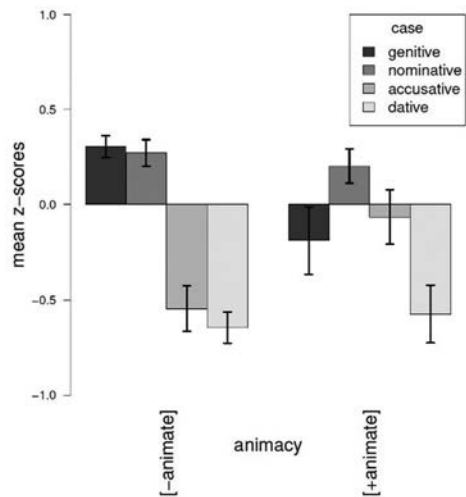 1.0
case
genitive
nominative
accusative
dative
0.5
0.0
−0.5
−1.0
mean z-scores
[−animate]
animacy
[+animate]